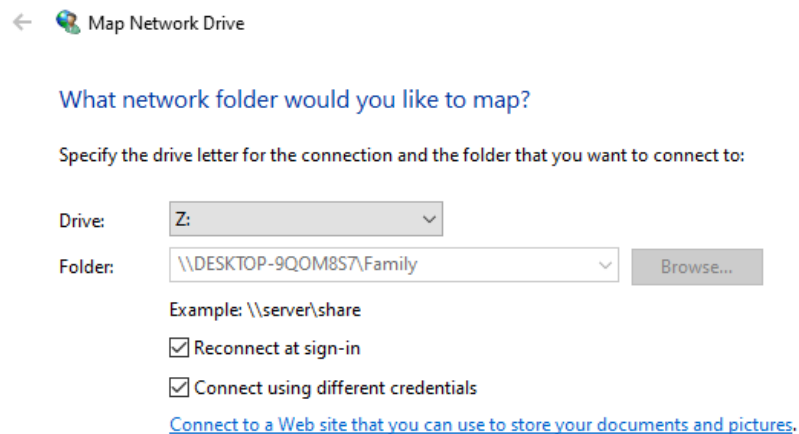 Map Network Drive
What network folder would you like to map?
Specify the drive letter for the connection and the folder that you want to connect to:
Drive: Z:
Folder: \\DESKTOP-9QOM8S7\Family Browse...
Example: \\server\share
Reconnect at sign-in
Connect using different credentials
Connect to a Web site that you can use to store your documents and pictures.